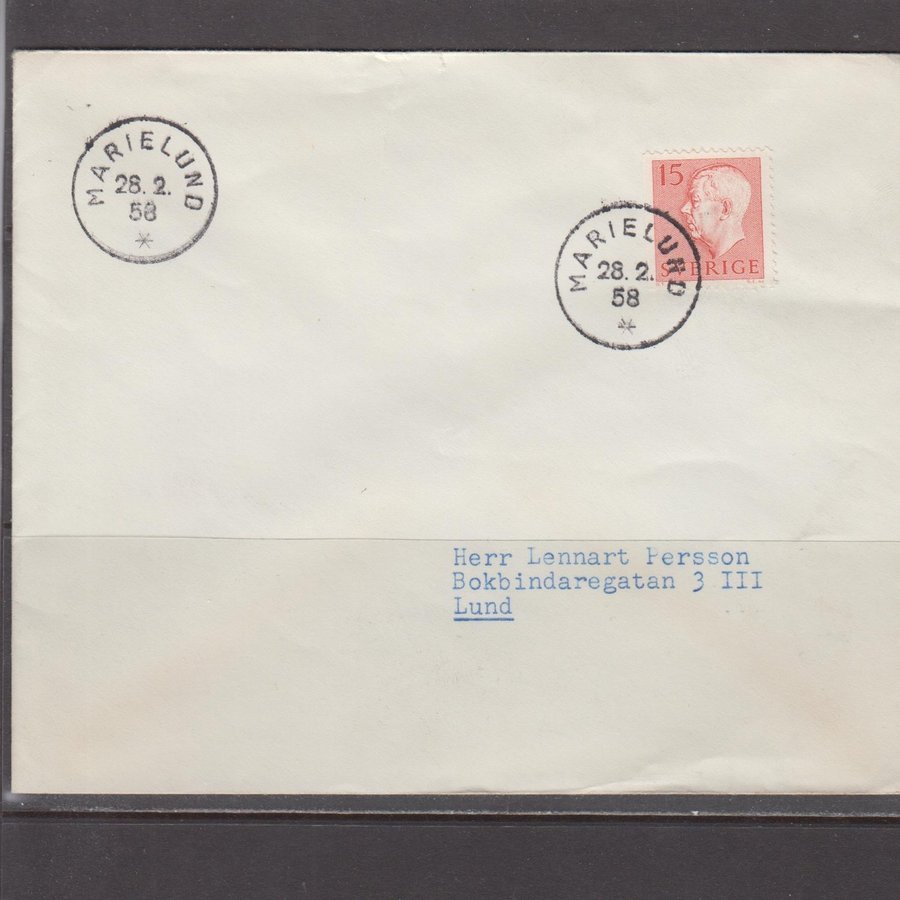 MARIELUND
28. 2.
58
15
SVERIGE
MARIELUND
28. 2.
58
Herr Lennart Persson
Bokbindaregatan 3 III
Lund